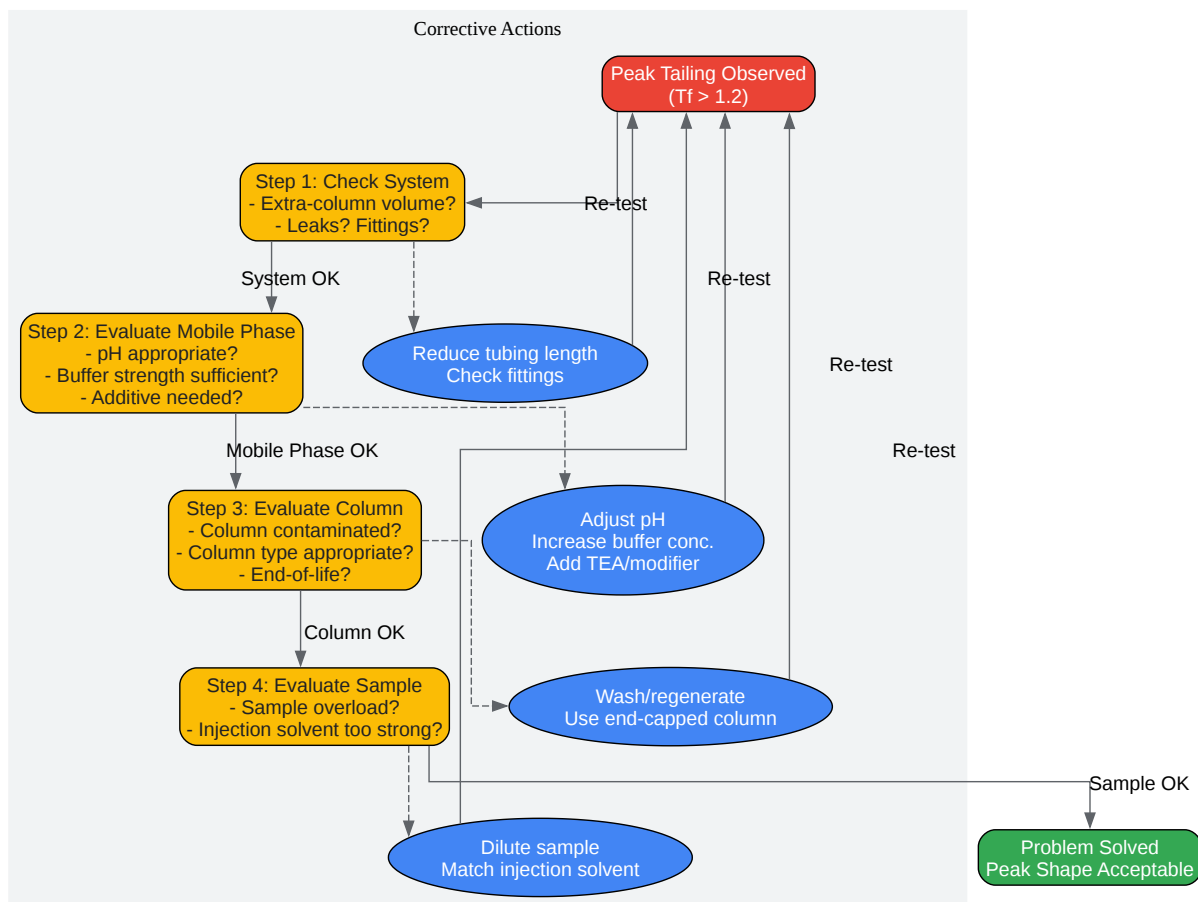 Corrective Actions
Peak Tailing Observed
(Tf > 1.2)
Step 1: Check System
- Extra-column volume?
- Leaks? Fittings?
Re-test
System OK
Re-test
Step 2: Evaluate Mobile Phase
- pH appropriate?
- Buffer strength sufficient?
- Additive needed?
Reduce tubing length
Check fittings
Re-test
Mobile Phase OK
Re-test
Step 3: Evaluate Column
- Column contaminated?
- Column type appropriate?
- End-of-life?
Adjust pH
Increase buffer conc.
Add TEA/modifier
Column OK
Step 4: Evaluate Sample
- Sample overload?
- Injection solvent too strong?
Wash/regenerate
Use end-capped column
Sample OK
Dilute sample
Match injection solvent
Problem Solved
Peak Shape Acceptable